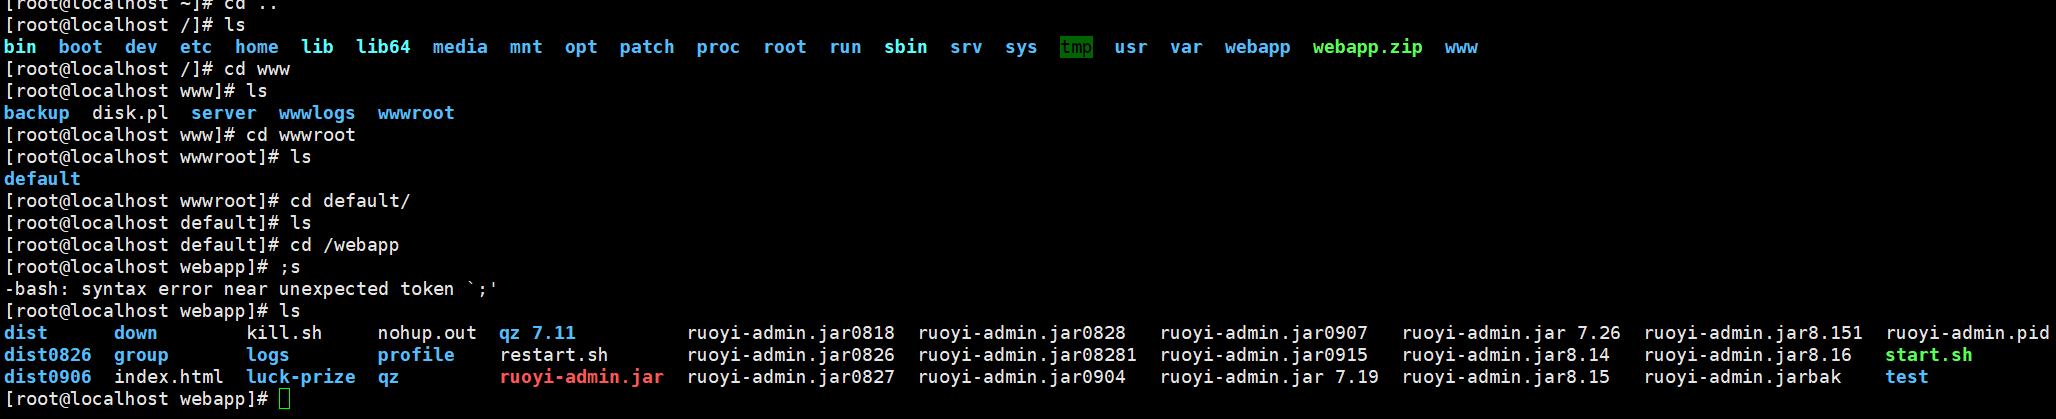 [root@localhost ~]# cd ..
[root@localhost /]# ls
bin  boot  dev  etc  home  lib  lib64  media  mnt  opt  patch  proc  root  run  sbin  srv  sys  tmp  usr  var  webapp  webapp.zip  www
[root@localhost /]# cd www
[root@localhost www]# ls
backup  disk.pl  server  wwwlogs  wwwroot
[root@localhost www]# cd wwwroot
[root@localhost wwwroot]# ls
default
[root@localhost wwwroot]# cd default/
[root@localhost default]# ls
[root@localhost default]# cd /webapp
[root@localhost webapp]# ;s
-bash: syntax error near unexpected token `;'
[root@localhost webapp]# ls
dist      down        kill.sh     nohup.out  qz 7.11          ruoyi-admin.jar0818  ruoyi-admin.jar0828   ruoyi-admin.jar0907   ruoyi-admin.jar 7.26  ruoyi-admin.jar8.151  ruoyi-admin.pid
dist0826  group       logs        profile    restart.sh       ruoyi-admin.jar0826  ruoyi-admin.jar08281  ruoyi-admin.jar0915   ruoyi-admin.jar8.14   ruoyi-admin.jar8.16   start.sh
dist0906  index.html  luck-prize  qz         ruoyi-admin.jar  ruoyi-admin.jar0827  ruoyi-admin.jar0904   ruoyi-admin.jar 7.19  ruoyi-admin.jar8.15   ruoyi-admin.jarbak    test
[root@localhost webapp]#